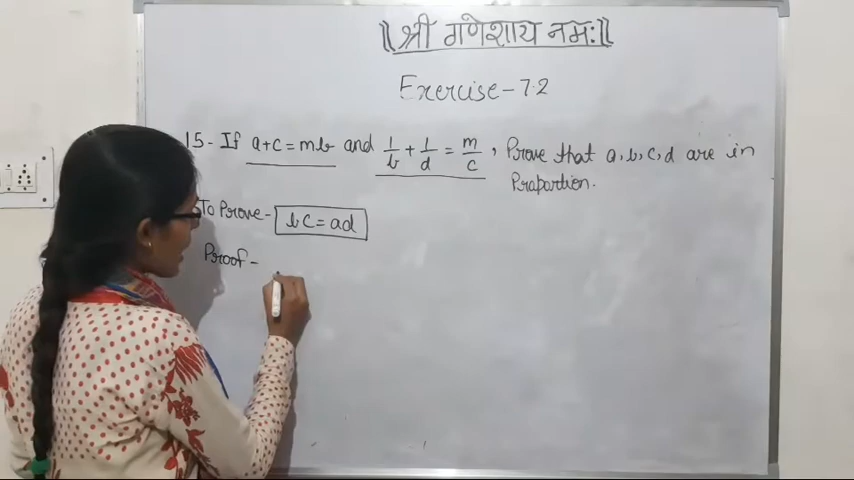 ॥ श्री गणेशाय नमः॥
Exercise-7.2
15- If a+c=mb and 1/b + 1/d = m/c, Prove that a,b,c,d are in
Prapartion.
To Prove- bc=ad
Proof-